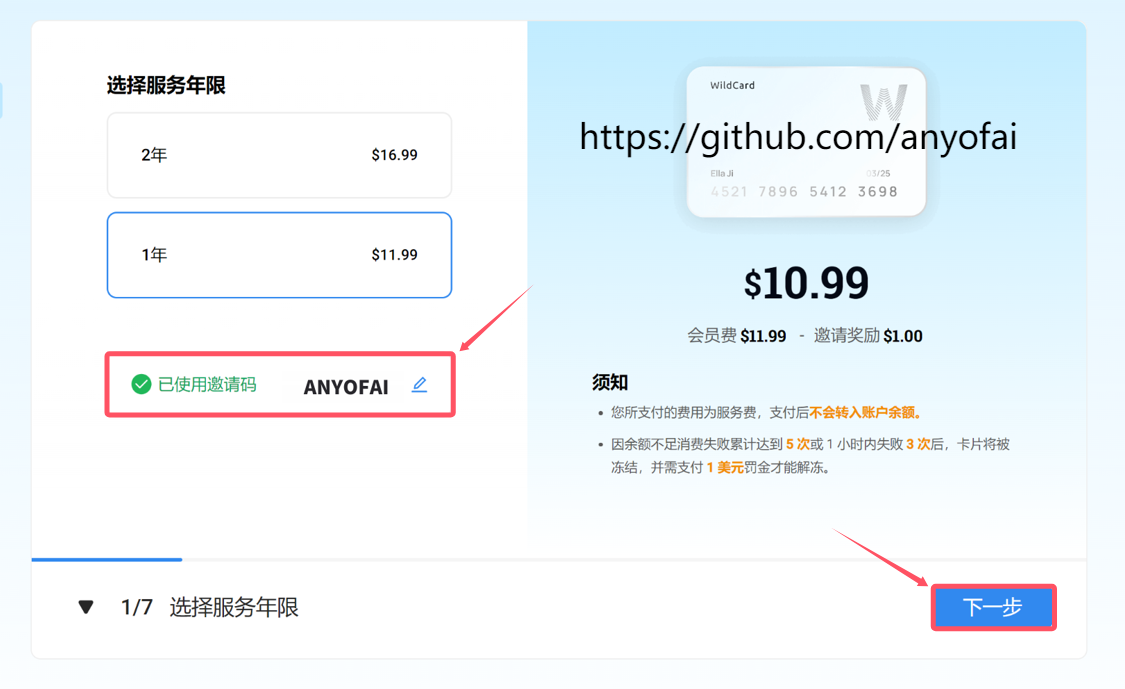 选择服务年限
2年 $16.99
1年 $11.99
已使用邀请码 ANYOFAI
WildCard
W
https://github.com/anyofai
Ella Ji 03/25
4521 7896 5412 3698
$10.99
会员费 $11.99 - 邀请奖励 $1.00
须知
• 您所支付的费用为服务费，支付后不会转入账户余额。
• 因余额不足消费失败累计达到 5 次或 1 小时内失败 3 次后，卡片将被
冻结，并需支付 1 美元罚金才能解冻。
1/7 选择服务年限
下一步